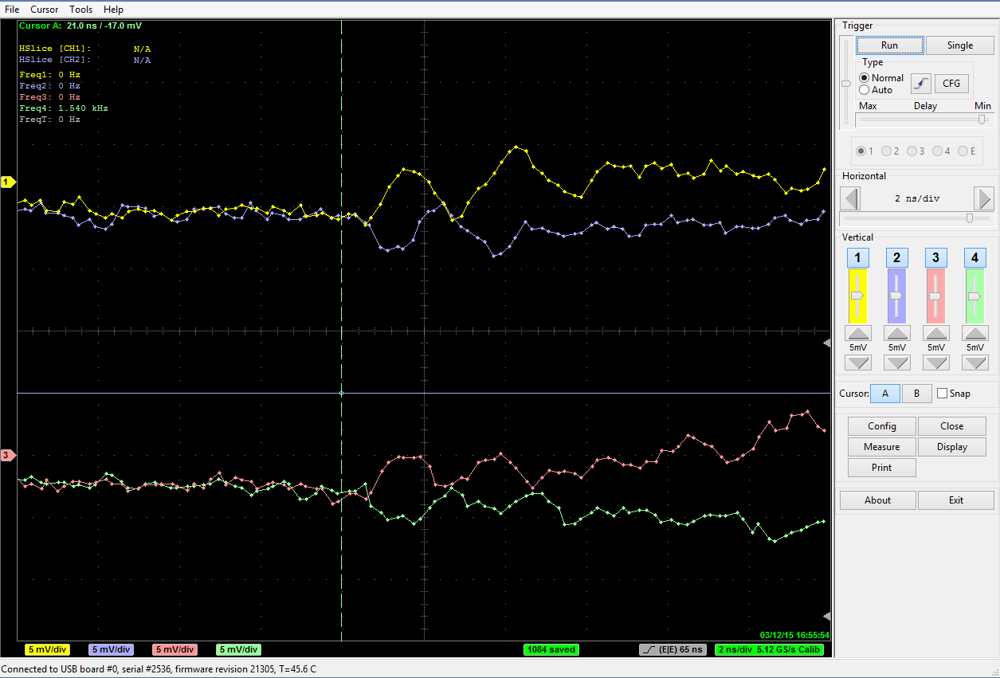 File Cursor Tools Help
Cursor A: 21.0 ns / -17.0 mV
HSlice [CH1]: N/A
HSlice [CH2]: N/A
Freq1: 0 Hz
Freq2: 0 Hz
Freq3: 0 Hz
Freq4: 1.540 kHz
FreqT: 0 Hz
1
3
5 mV/div 5 mV/div 5 mV/div 5 mV/div
1084 saved
03/12/15 16:55:54
(E|E) 65 ns
2 ns/div 5.12 GS/s Calib
Trigger
Run Single
Type
Normal
Auto
CFG
Max Delay Min
1 2 3 4 E
Horizontal
2 ns/div
Vertical
1 2 3 4
5mV 5mV 5mV 5mV
Cursor: A B Snap
Config Close
Measure Display
Print
About Exit
Connected to USB board #0, serial #2536, firmware revision 21305, T=45.6 C